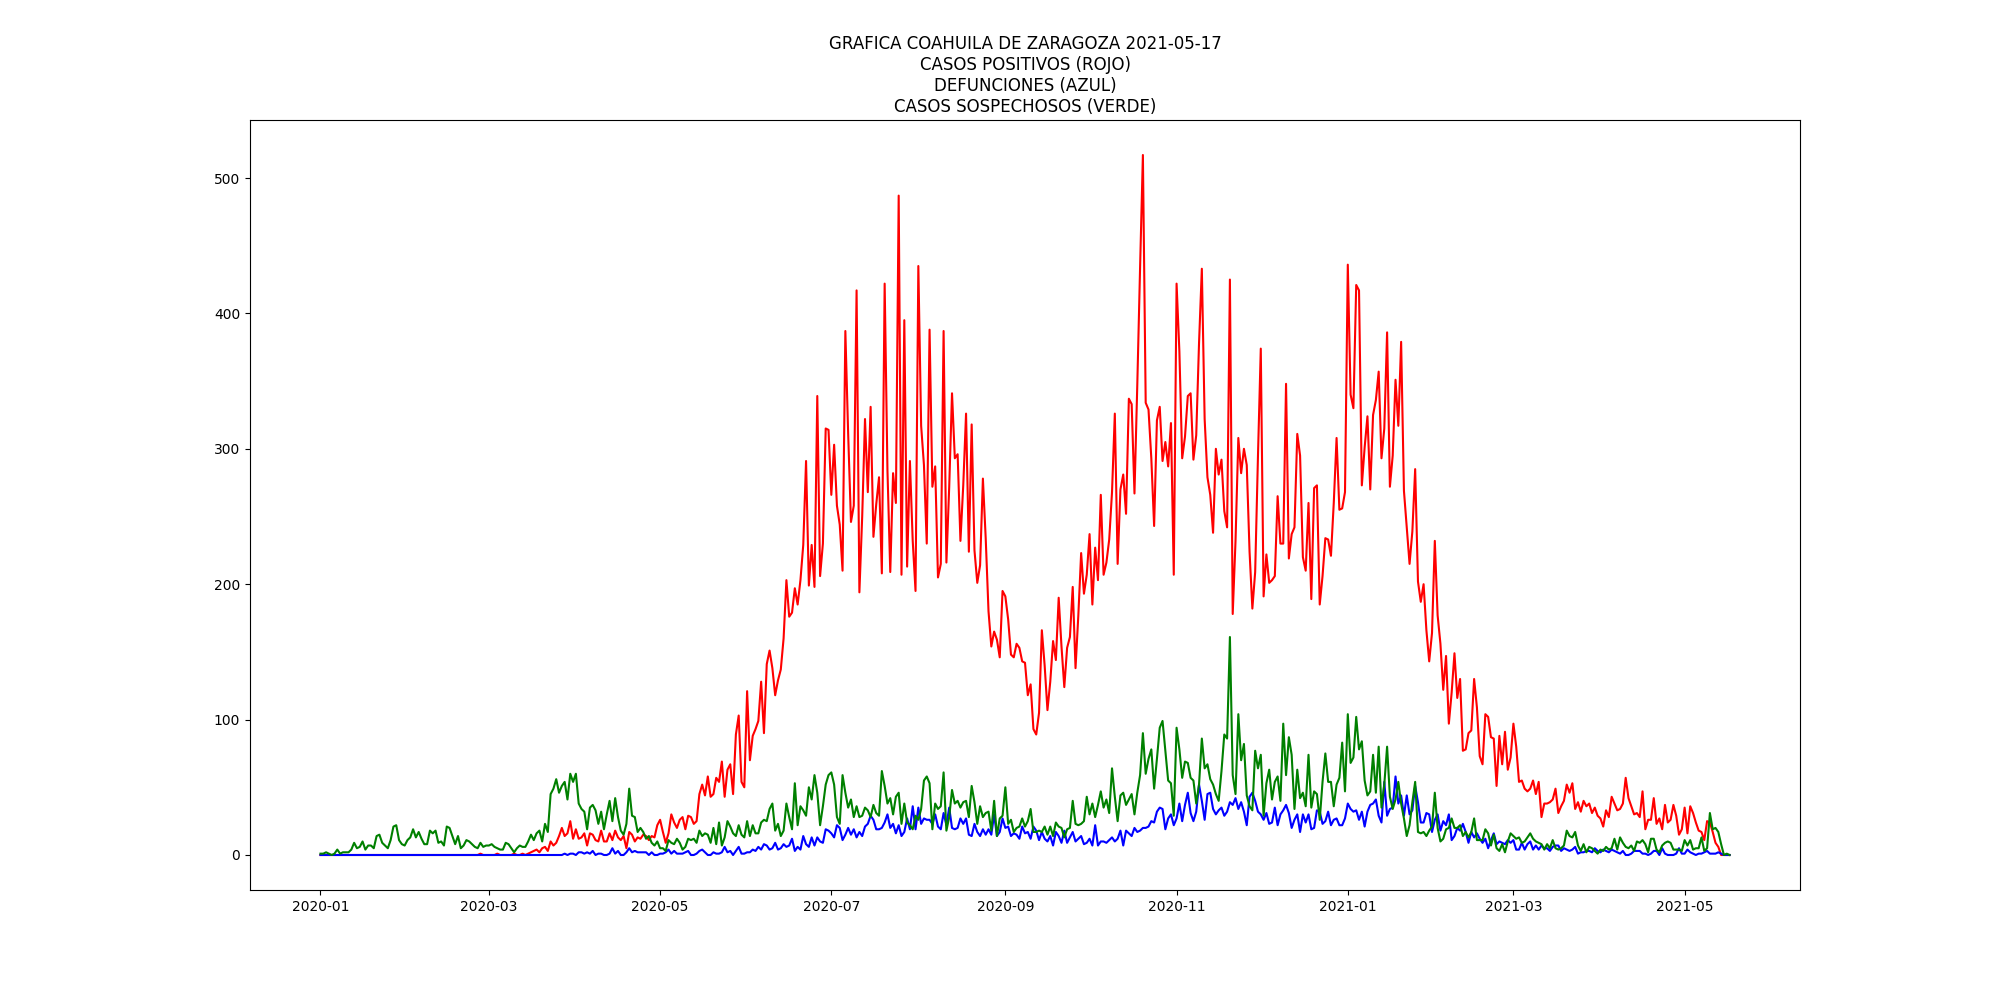 GRAFICA COAHUILA DE ZARAGOZA 2021-05-17
CASOS POSITIVOS (ROJO)
DEFUNCIONES (AZUL)
CASOS SOSPECHOSOS (VERDE)
500
400
300
200
100
0
2020-01 2020-03 2020-05 2020-07 2020-09 2020-11 2021-01 2021-03 2021-05